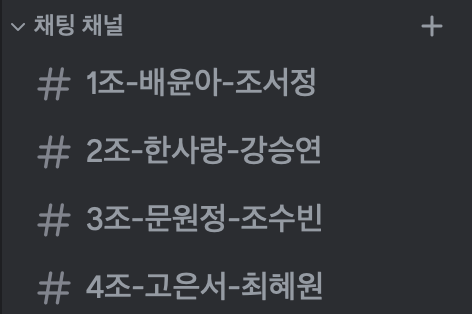 채팅 채널
# 1조-배윤아-조서정
# 2조-한사랑-강승연
# 3조-문원정-조수빈
# 4조-고은서-최혜원